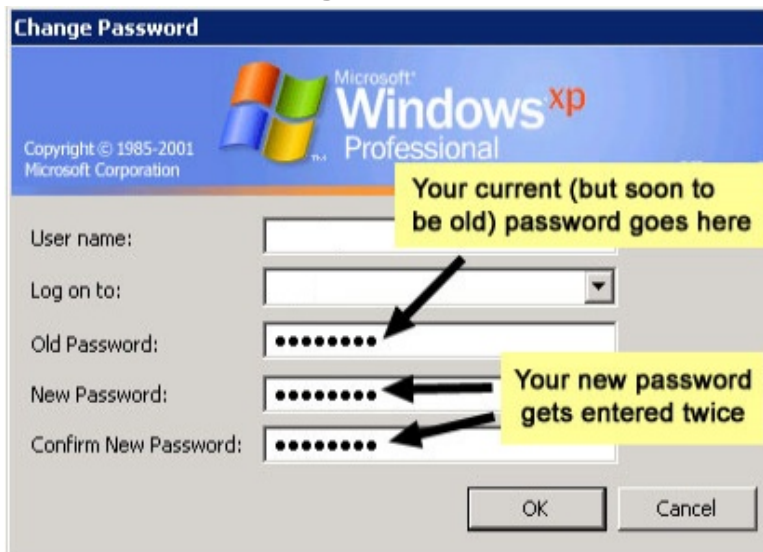 Change Password
Microsoft®
Windows xp
Professional
Copyright © 1985-2001
Microsoft Corporation
Your current (but soon to
be old) password goes here
User name:
Log on to:
Old Password:
New Password:
Your new password
gets entered twice
Confirm New Password:
OK
Cancel